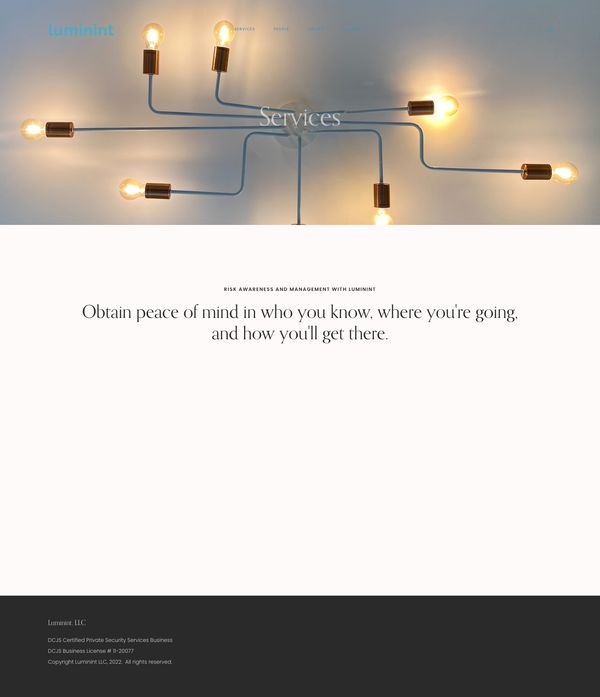 luminint
SERVICES
PEOPLE
Services
RISK AWARENESS AND MANAGEMENT WITH LUMININT
Obtain peace of mind in who you know, where you're going,
and how you'll get there.
Luminint, LLC
DCJS Certified Private Security Services Business
DCJS Business License # 11-20077
Copyright Luminint LLC, 2022. All rights reserved.